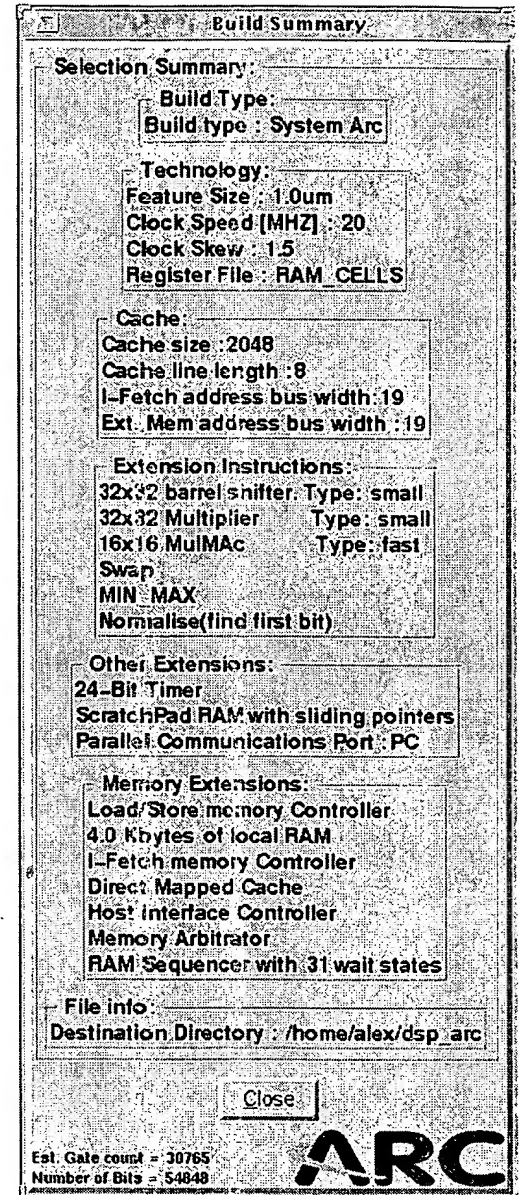 Build Summary
Selection Summary:
Build Type:
Build type : System Arc
Technology:
Feature Size : 1.0um
Clock Speed [MHZ] : 20
Clock Skew : 1.5
Register File : RAM_CELLS
Cache:
Cache size :2048
Cache line length :8
I-Fetch address bus width:19
Ext. Mem address bus width :19
Extension Instructions:
32x32 barrel snifter. Type: small
32x32 Multiplier Type: small
16x16 MulMAc Type: fast
Swap
MIN MAX
Normalise(find first bit)
Other Extensions:
24-Bit Timer
ScratchPad RAM with sliding pointers
Parallel Communications Port : PC
Memory Extensions:
Load/Store memory Controller
4.0 Kbytes of local RAM
I-Fetch memory Controller
Direct Mapped Cache
Host Interface Controller
Memory Arbitrator
RAM Sequencer with 31 wait states
File info:
Destination Directory : /home/alex/dsp_arc
Close
Est. Gate count = 30765
Number of Bits = 54848
ARC